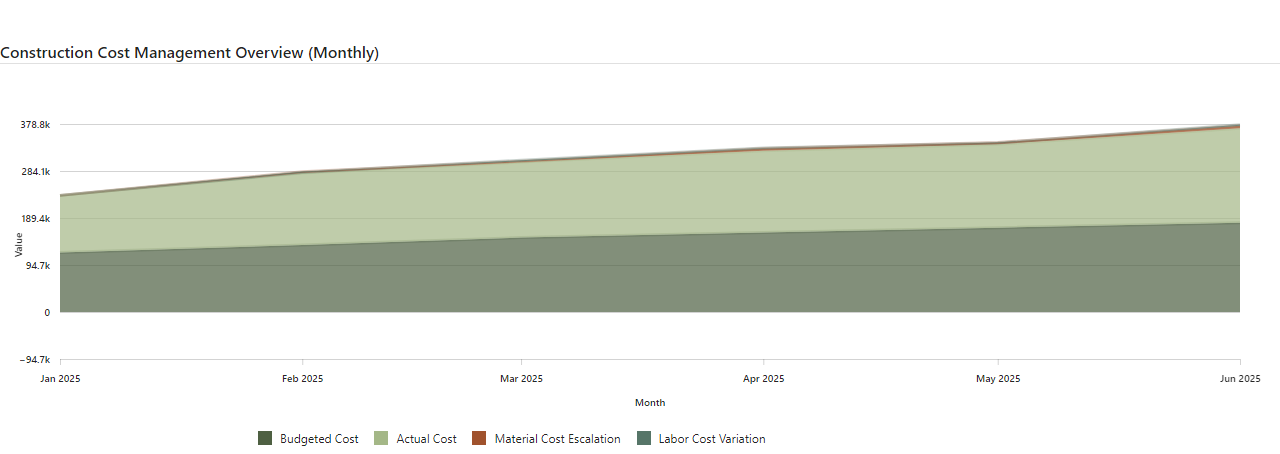 Construction Cost Management Overview (Monthly)
378.8k
284.1k
189.4k
Value
94.7k
0
−94.7k
Jan 2025 Feb 2025 Mar 2025 Apr 2025 May 2025 Jun 2025
Month
Budgeted Cost Actual Cost Material Cost Escalation Labor Cost Variation